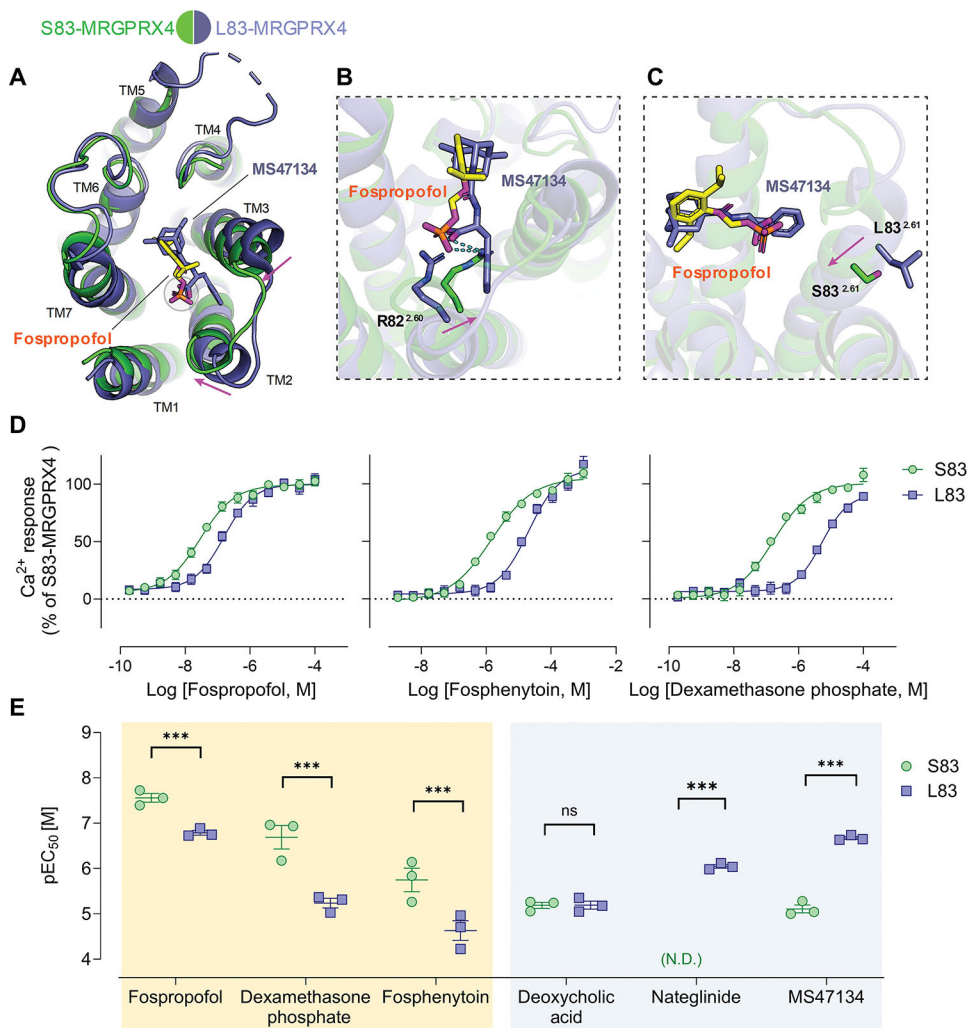 S83-MRGPRX4 L83-MRGPRX4
A
TM5
TM4
MS47134
TM6
TM3
TM7
Fospropofol
TM2
TM1
B
Fospropofol
MS47134
R82 2.60
C
MS47134
L83 2.61
Fospropofol
S83 2.61
D
Ca2+ response
(% of S83-MRGPRX4)
100
50
0
-10 -8 -6 -4
Log [Fospropofol, M]
-8 -6 -4 -2
Log [Fosphenytoin, M]
-10 -8 -6 -4
Log [Dexamethasone phosphate, M]
S83
L83
E
pEC50 [M]
9
8
7
6
5
4
***
***
***
ns
***
***
(N.D.)
S83
L83
Fospropofol
Dexamethasone
phosphate
Fosphenytoin
Deoxycholic
acid
Nateglinide
MS47134